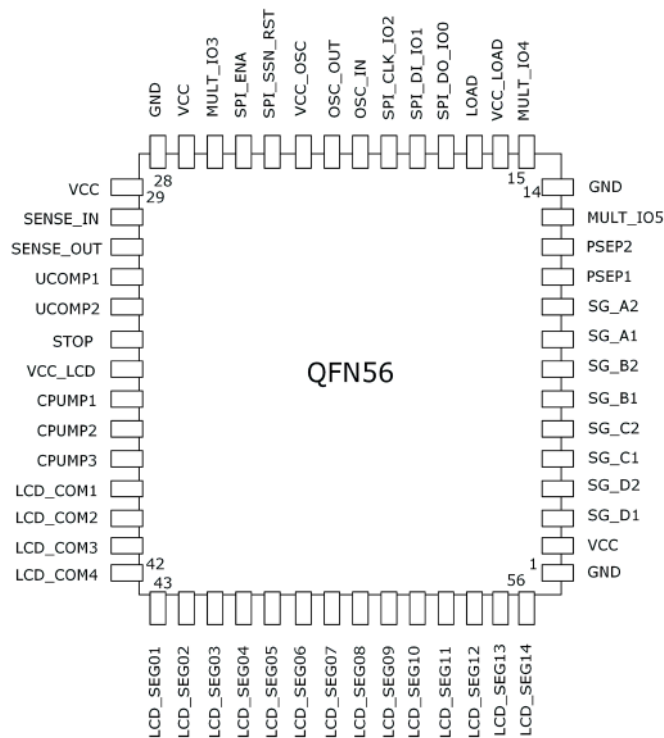 GND
VCC
MULT_IO3
SPI_ENA
SPI_SSN_RST
VCC_OSC
OSC_OUT
OSC_IN
SPI_CLK_IO2
SPI_DI_IO1
SPI_DO_IO0
LOAD
VCC_LOAD
MULT_IO4
28
15
29
14
VCC
SENSE_IN
SENSE_OUT
UCOMP1
UCOMP2
STOP
VCC_LCD
CPUMP1
CPUMP2
CPUMP3
LCD_COM1
LCD_COM2
LCD_COM3
LCD_COM4
QFN56
GND
MULT_IO5
PSEP2
PSEP1
SG_A2
SG_A1
SG_B2
SG_B1
SG_C2
SG_C1
SG_D2
SG_D1
VCC
GND
42
1
43
56
LCD_SEG01
LCD_SEG02
LCD_SEG03
LCD_SEG04
LCD_SEG05
LCD_SEG06
LCD_SEG07
LCD_SEG08
LCD_SEG09
LCD_SEG10
LCD_SEG11
LCD_SEG12
LCD_SEG13
LCD_SEG14